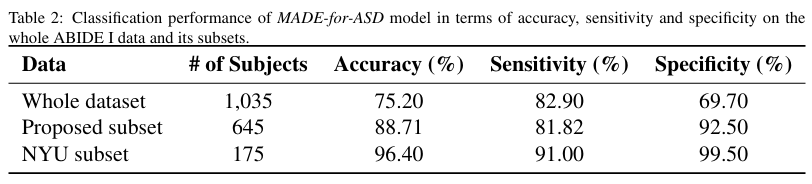 Table 2: Classification performance of MADE-for-ASD model in terms of accuracy, sensitivity and specificity on the
whole ABIDE I data and its subsets.
Data # of Subjects Accuracy (%) Sensitivity (%) Specificity (%)
Whole dataset 1,035 75.20 82.90 69.70
Proposed subset 645 88.71 81.82 92.50
NYU subset 175 96.40 91.00 99.50